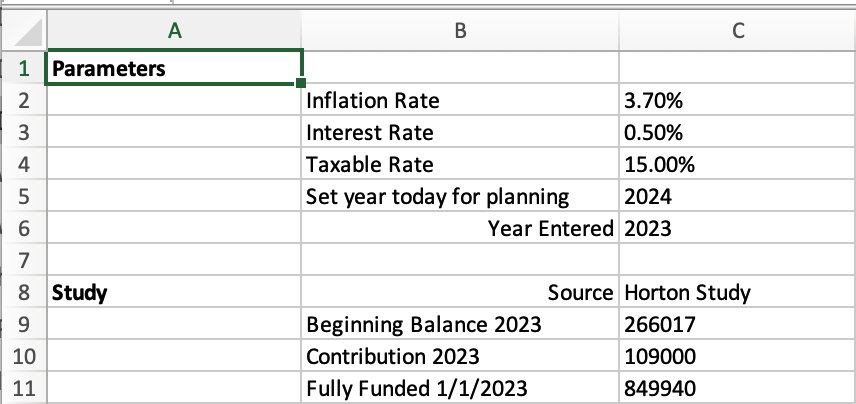 A B C
1 Parameters
2 Inflation Rate 3.70%
3 Interest Rate 0.50%
4 Taxable Rate 15.00%
5 Set year today for planning 2024
6 Year Entered 2023
7
8 Study Source Horton Study
9 Beginning Balance 2023 266017
10 Contribution 2023 109000
11 Fully Funded 1/1/2023 849940